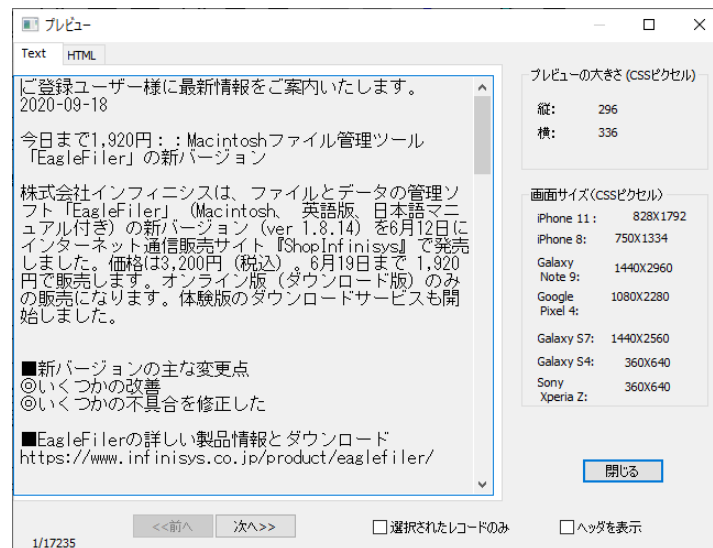 プレビュー
Text
HTML
ご登録ユーザー様に最新情報をご案内いたします。
2020-09-18
今日まで1,920円：：Macintoshファイル管理ツール
「EagleFiler」の新バージョン
株式会社インフィニシスは、ファイルとデータの管理ソ
フト「EagleFiler」（Macintosh、 英語版、日本語マニ
ュアル付き）の新バージョン（ver 1.8.14）を6月12日に
インターネット通信販売サイト『ShopInfinisys』で発売
しました。価格は3,200円（税込）。6月19日まで 1,920
円で販売します。オンライン版（ダウンロード版）のみ
の販売になります。体験版のダウンロードサービスも開
始しました。
■新バージョンの主な変更点
◎いくつかの改善
◎いくつかの不具合を修正した
■EagleFilerの詳しい製品情報とダウンロード
https://www.infinisys.co.jp/product/eaglefiler/
<<前へ
次へ>>
選択されたレコードのみ
ヘッダを表示
1/17235
プレビューの大きさ(CSSピクセル)
縦: 296
横: 336
画面サイズ(CSSピクセル)
iPhone 11 : 828X1792
iPhone 8: 750X1334
Galaxy
Note 9: 1440X2960
Google
Pixel 4: 1080X2280
Galaxy S7: 1440X2560
Galaxy S4: 360X640
Sony
Xperia Z: 360X640
閉じる